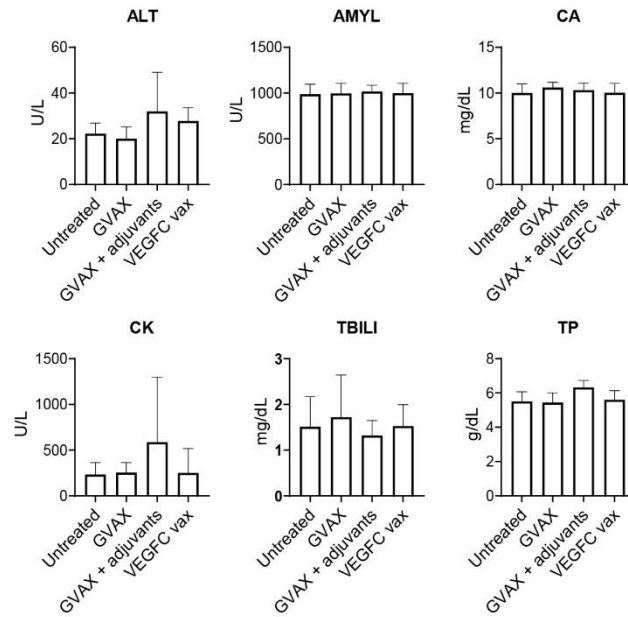 ALT
60
40
20
0
U/L
Untreated
GVAX
GVAX + adjuvants
VEGFC vax
AMYL
1500
1000
500
0
U/L
Untreated
GVAX
GVAX + adjuvants
VEGFC vax
CA
15
10
5
0
mg/dL
Untreated
GVAX
GVAX + adjuvants
VEGFC vax
CK
1500
1000
500
0
U/L
Untreated
GVAX
GVAX + adjuvants
VEGFC vax
TBILI
3
2
1
0
mg/dL
Untreated
GVAX
GVAX + adjuvants
VEGFC vax
TP
8
6
4
2
0
g/dL
Untreated
GVAX
GVAX + adjuvants
VEGFC vax